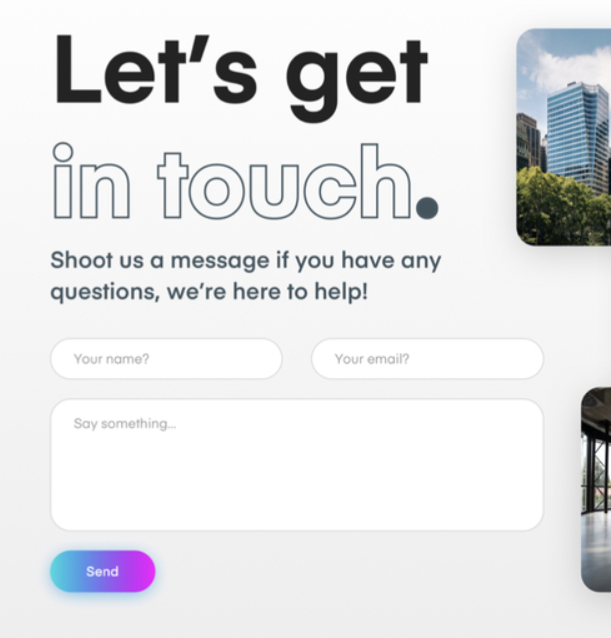 Let’s get
in touch.
Shoot us a message if you have any
questions, we’re here to help!
Your name?
Your email?
Say something...
Send